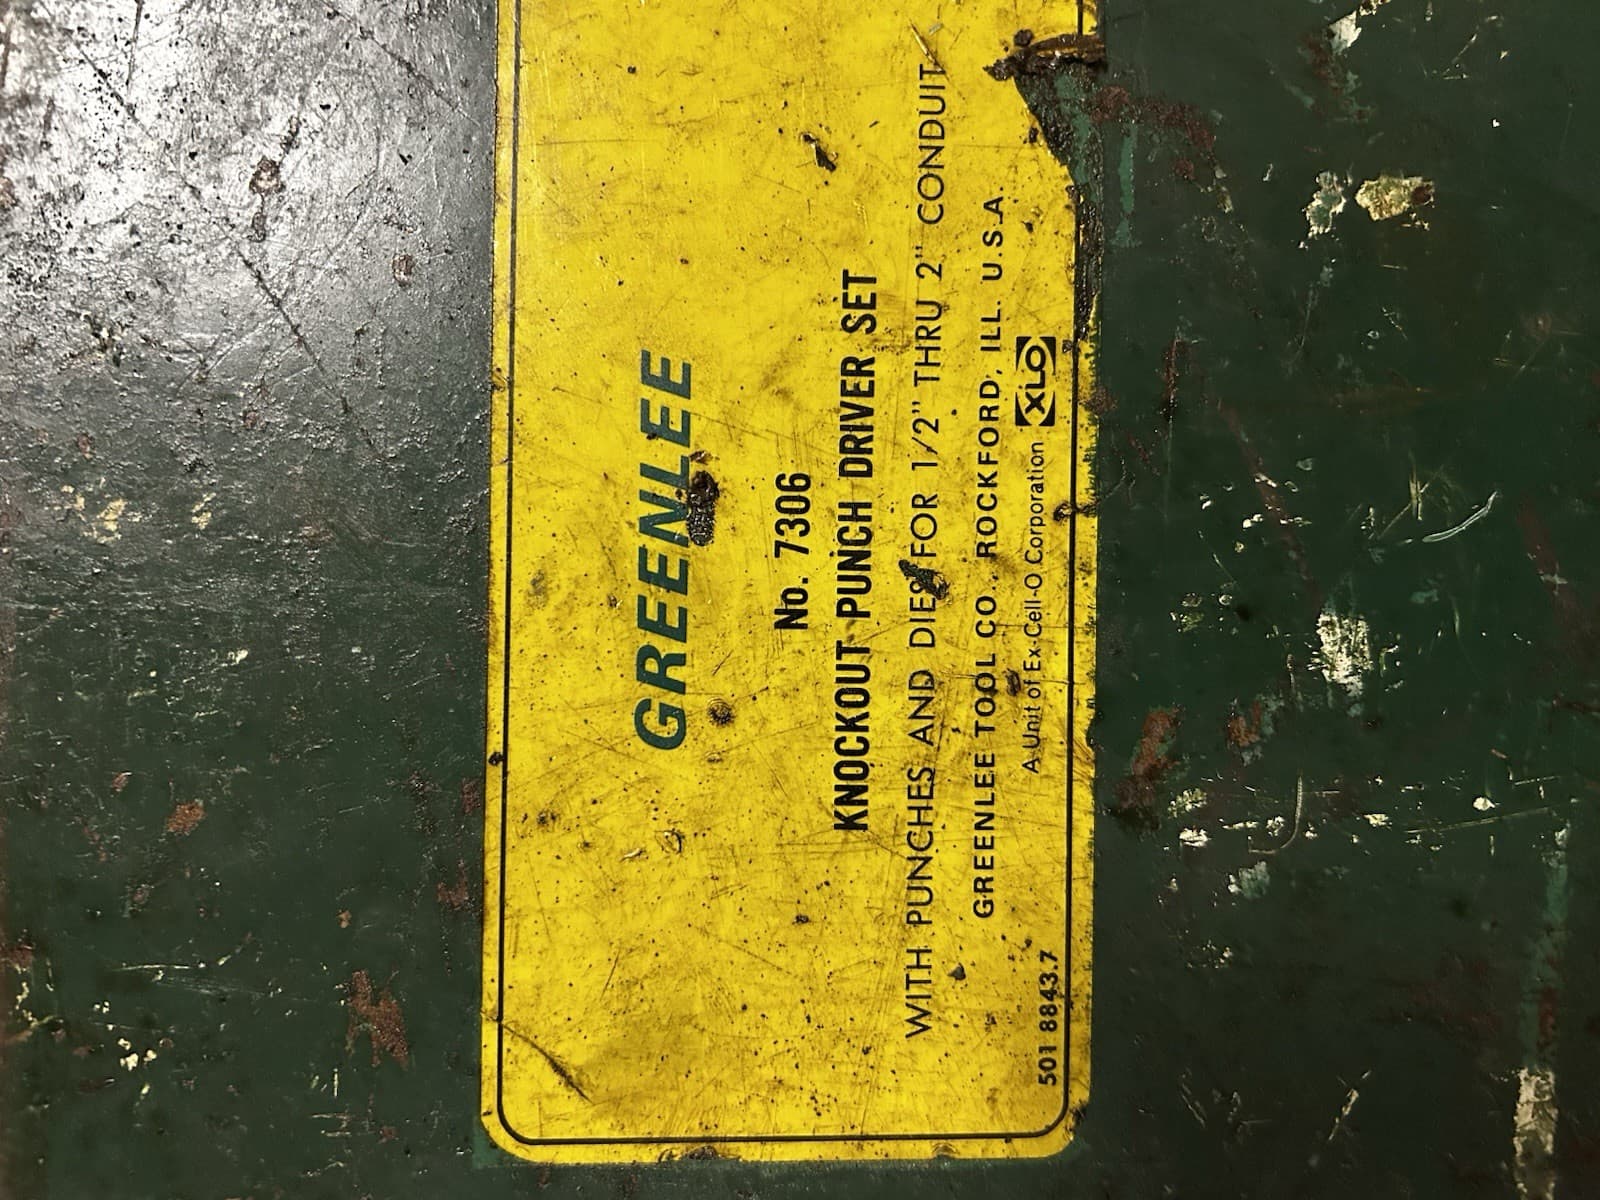 GREENLEE
No. 7306
KNOCKOUT PUNCH DRIVER SET
WITH PUNCHES AND DIES FOR 1/2" THRU 2" CONDUIT
GREENLEE TOOL CO. ROCKFORD, ILL. U.S.A.
A Unit of Ex-Cell-O Corporation XLO
501 8843.7